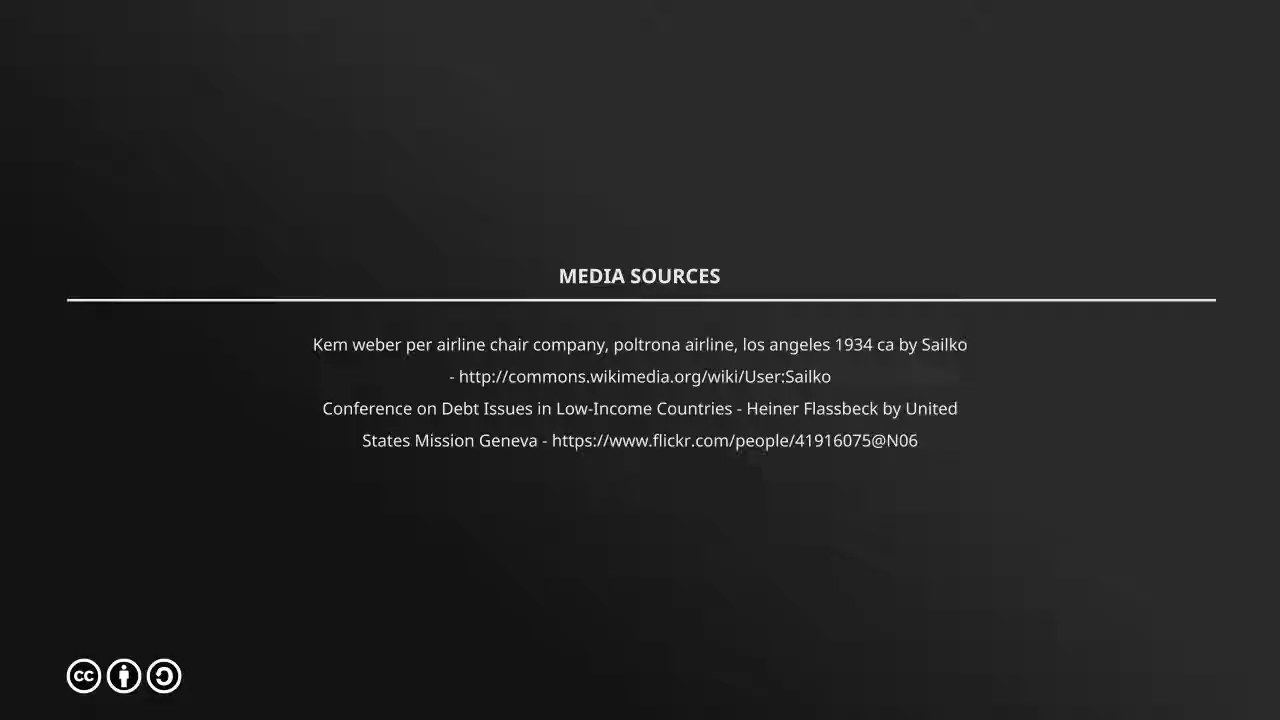 MEDIA SOURCES
Kem weber per airline chair company, poltrona airline, los angeles 1934 ca by Sailko
- http://commons.wikimedia.org/wiki/User:Sailko
Conference on Debt Issues in Low-Income Countries - Heiner Flassbeck by United
States Mission Geneva - https://www.flickr.com/people/41916075@N06
cc